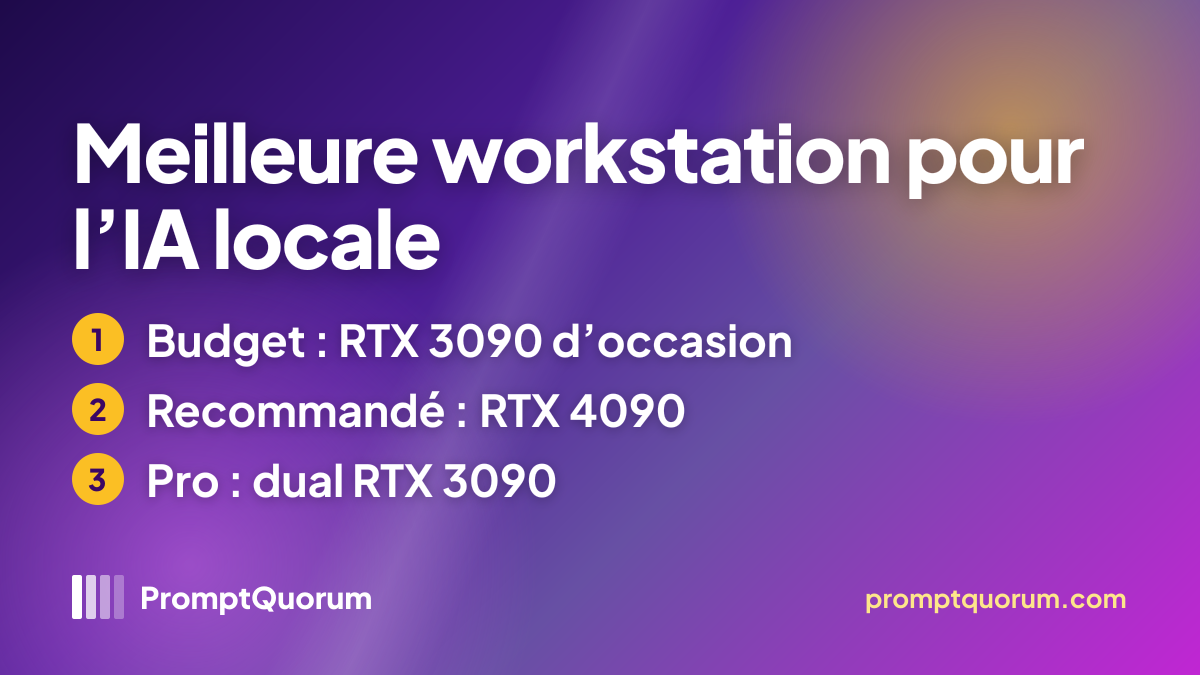 Meilleure workstation pour
l’IA locale
1 Budget : RTX 3090 d’occasion
2 Recommandé : RTX 4090
3 Pro : dual RTX 3090
PromptQuorum
promptquorum.com